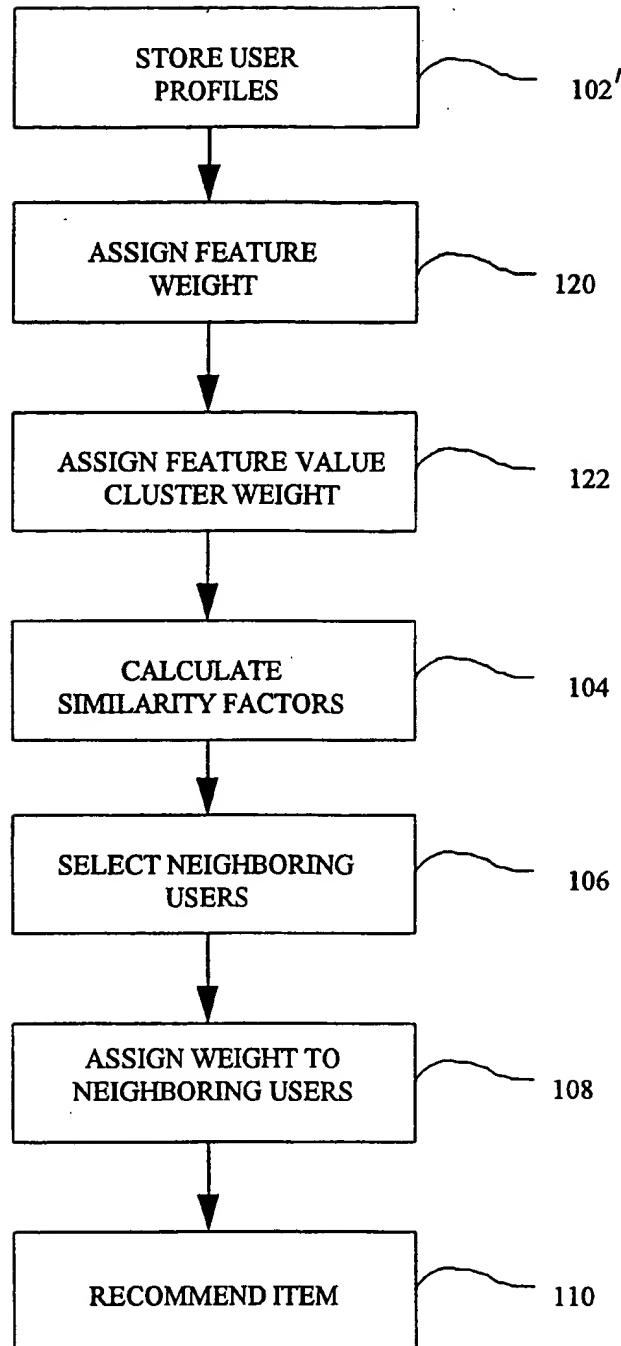 STORE USER
PROFILES
102'
ASSIGN FEATURE
WEIGHT
120
ASSIGN FEATURE VALUE
CLUSTER WEIGHT
122
CALCULATE
SIMILARITY FACTORS
104
SELECT NEIGHBORING
USERS
106
ASSIGN WEIGHT TO
NEIGHBORING USERS
108
RECOMMEND ITEM
110